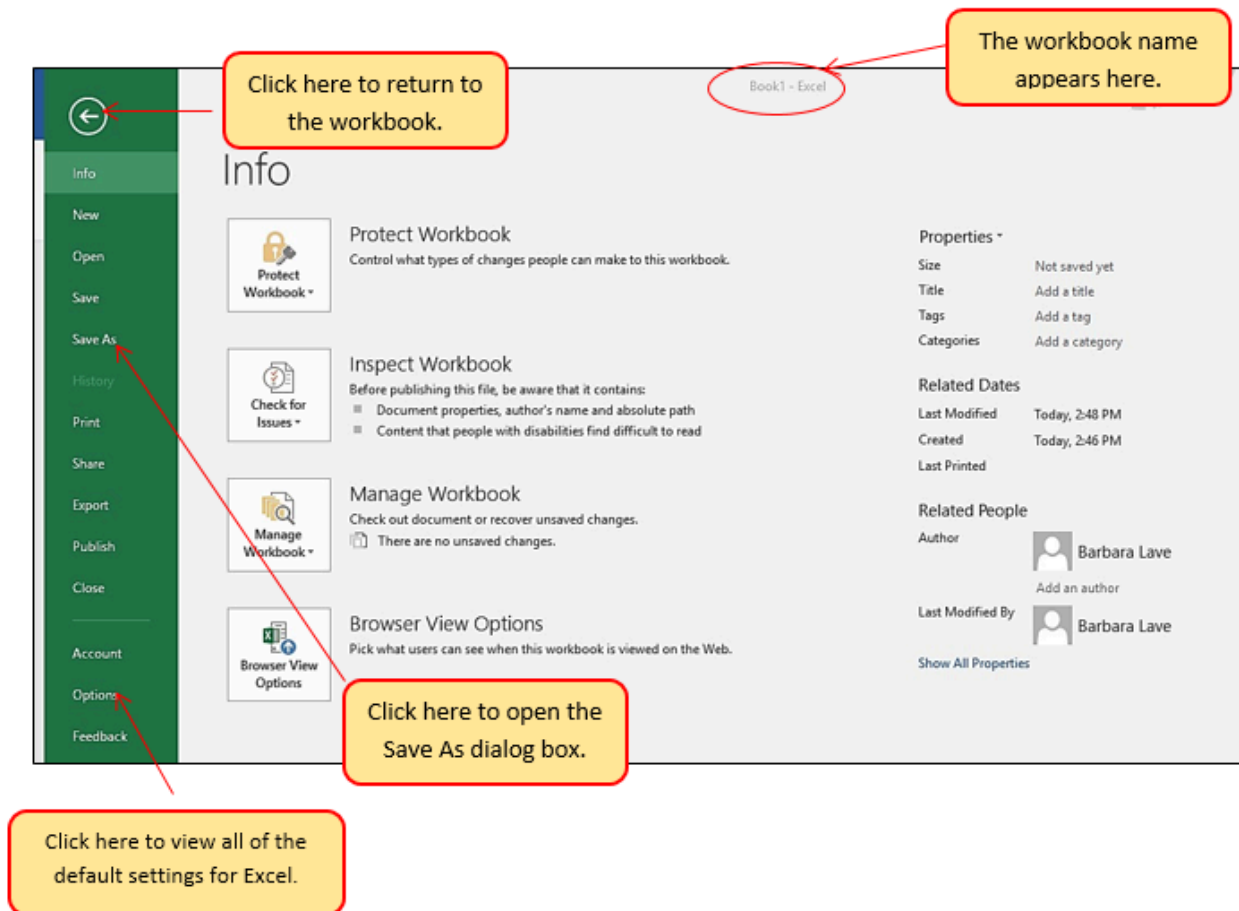 The workbook name
appears here.
Click here to return to
the workbook.
Book1 - Excel
Info
New
Open
Save
Save As
History
Print
Share
Export
Publish
Close
Account
Options
Feedback
Info
Protect
Workbook
Protect Workbook
Control what types of changes people can make to this workbook.
Check for
Issues
Inspect Workbook
Before publishing this file, be aware that it contains:
Document properties, author's name and absolute path
Content that people with disabilities find difficult to read
Manage
Workbook
Manage Workbook
Check out document or recover unsaved changes.
There are no unsaved changes.
Browser View
Options
Browser View Options
Pick what users can see when this workbook is viewed on the Web.
Properties
Size Not saved yet
Title Add a title
Tags Add a tag
Categories Add a category
Related Dates
Last Modified Today, 2:48 PM
Created Today, 2:46 PM
Last Printed
Related People
Author Barbara Lave
Add an author
Last Modified By Barbara Lave
Show All Properties
Click here to open the
Save As dialog box.
Click here to view all of the
default settings for Excel.